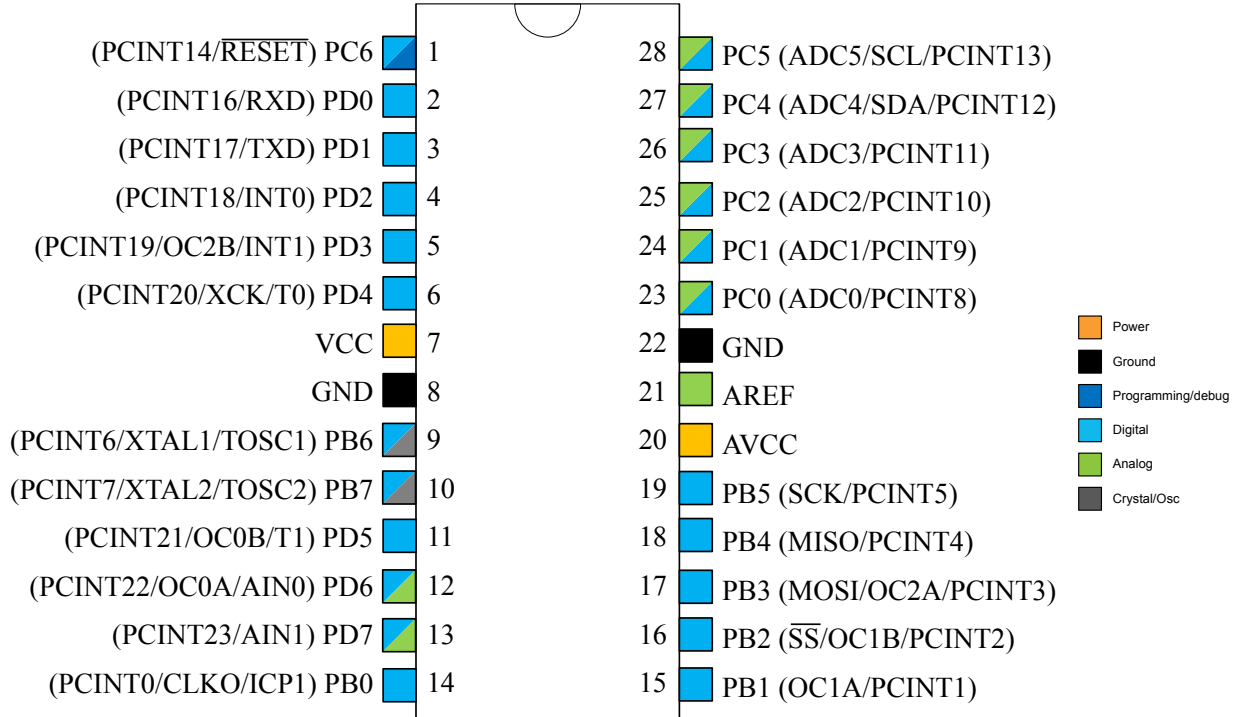 (PCINT14/RESET) PC6 1
(PCINT16/RXD) PD0 2
(PCINT17/TXD) PD1 3
(PCINT18/INT0) PD2 4
(PCINT19/OC2B/INT1) PD3 5
(PCINT20/XCK/T0) PD4 6
VCC 7
GND 8
(PCINT6/XTAL1/TOSC1) PB6 9
(PCINT7/XTAL2/TOSC2) PB7 10
(PCINT21/OC0B/T1) PD5 11
(PCINT22/OC0A/AIN0) PD6 12
(PCINT23/AIN1) PD7 13
(PCINT0/CLKO/ICP1) PB0 14
28 PC5 (ADC5/SCL/PCINT13)
27 PC4 (ADC4/SDA/PCINT12)
26 PC3 (ADC3/PCINT11)
25 PC2 (ADC2/PCINT10)
24 PC1 (ADC1/PCINT9)
23 PC0 (ADC0/PCINT8)
22 GND
21 AREF
20 AVCC
19 PB5 (SCK/PCINT5)
18 PB4 (MISO/PCINT4)
17 PB3 (MOSI/OC2A/PCINT3)
16 PB2 (SS/OC1B/PCINT2)
15 PB1 (OC1A/PCINT1)
Power
Ground
Programming/debug
Digital
Analog
Crystal/Osc